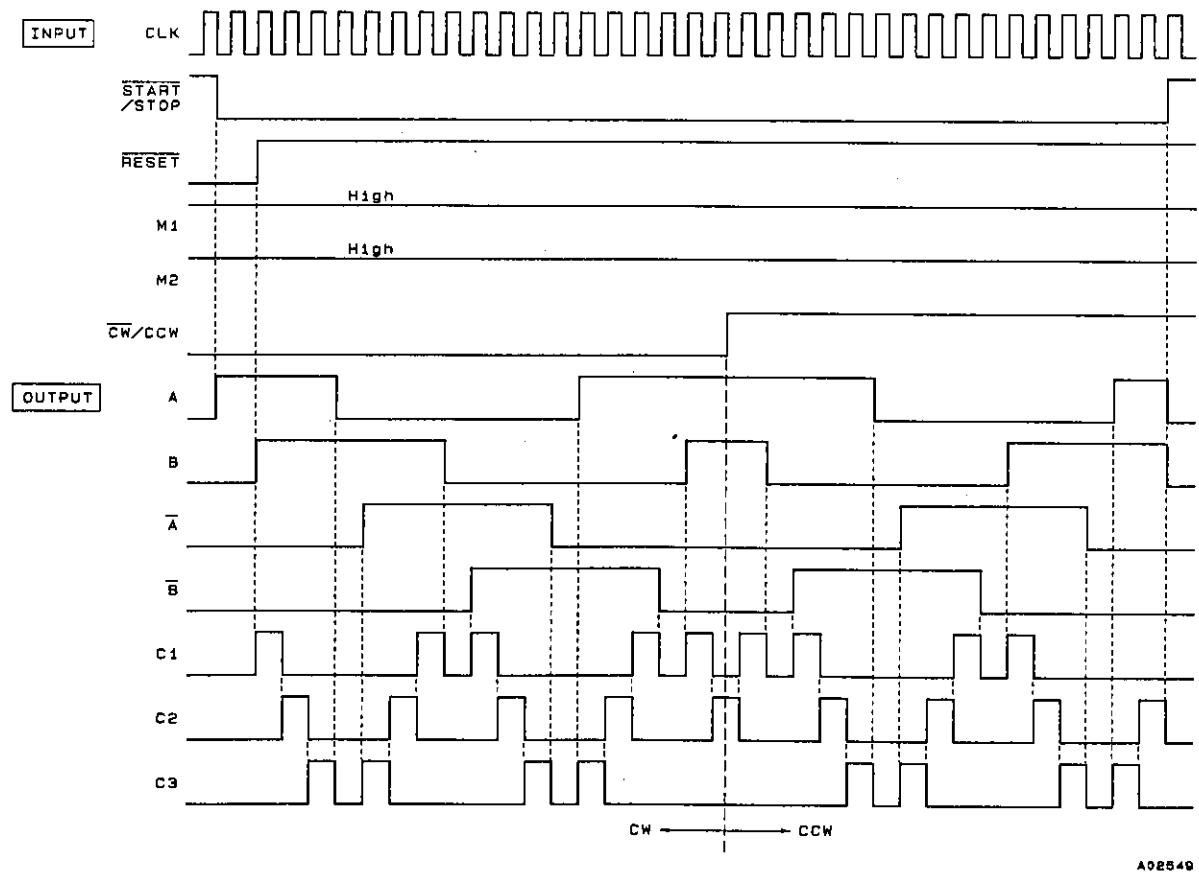 INPUT CLK
START
/STOP
RESET
High
M1
High
M2
CW/CCW
OUTPUT A
B
A
B
C1
C2
C3
CW CCW
A02549